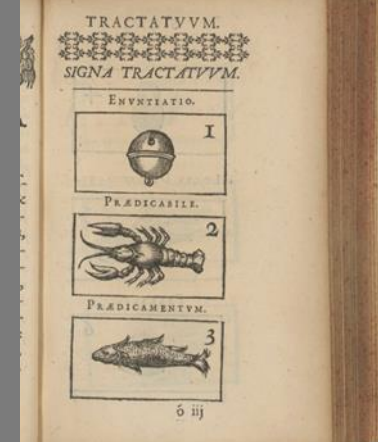 TRACTATVVM.
SIGNA TRACTATVVM.
ENVNTIATIO.
1
PRÆDICABILE.
2
PRÆDICAMENTVM.
3
ó iij